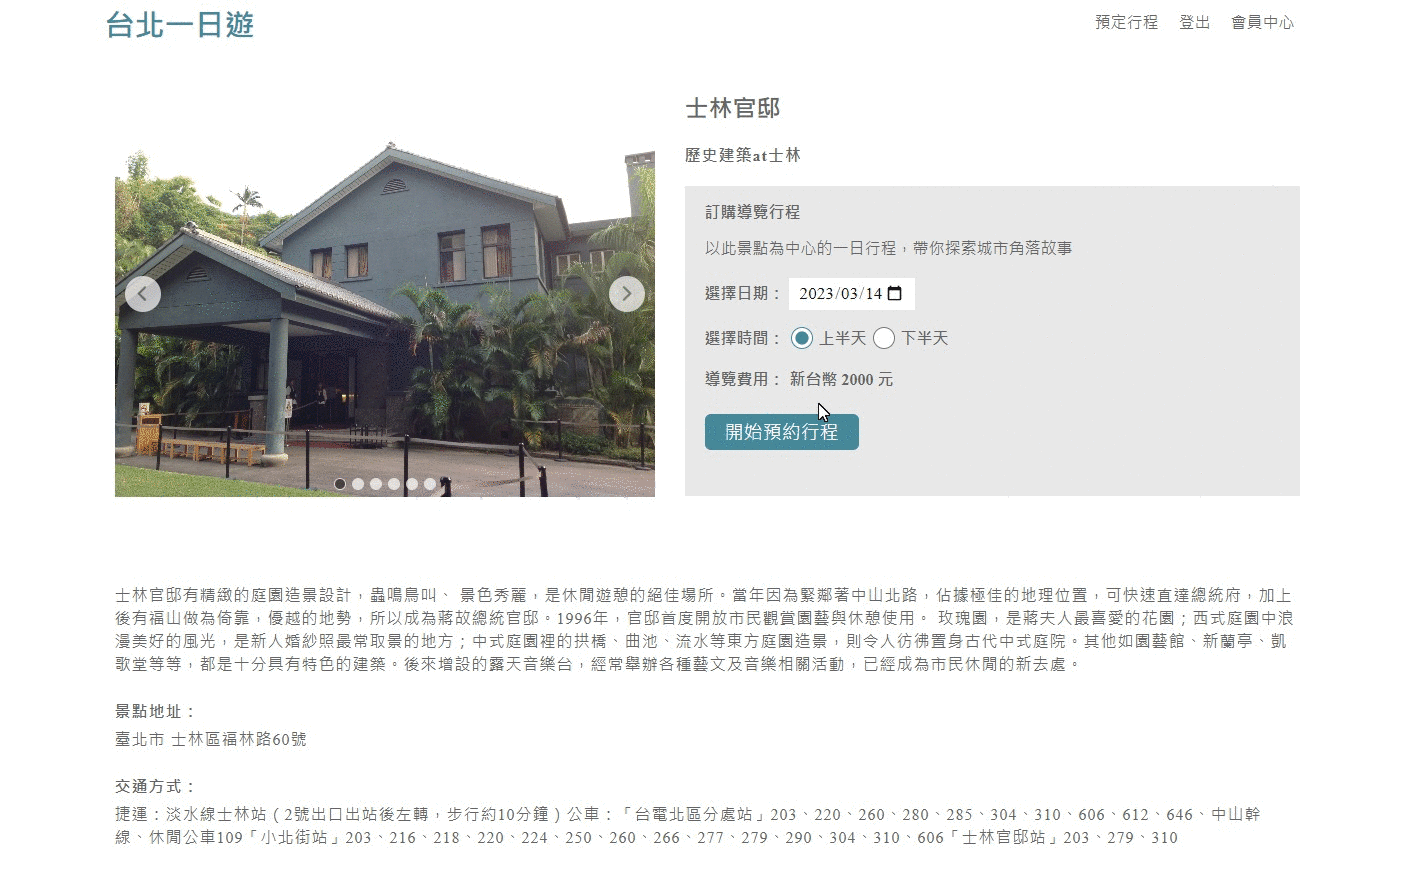 台北一日遊
預定行程 登出 會員中心
士林官邸
歷史建築at士林
訂購導覽行程
以此景點為中心的一日行程，帶你探索城市角落故事
選擇日期： 2023/03/14
選擇時間： 上半天 下半天
導覽費用： 新台幣 2000 元
開始預約行程
士林官邸有精緻的庭園造景設計，蟲鳴鳥叫、 景色秀麗，是休閒遊憩的絕佳場所。當年因為緊鄰著中山北路，佔據極佳的地理位置，可快速直達總統府，加上
後有福山做為倚靠，優越的地勢，所以成為蔣故總統官邸。1996年，官邸首度開放市民觀賞園藝與休憩使用。 玫瑰園，是蔣夫人最喜愛的花園；西式庭園中浪
漫美好的風光，是新人婚紗照最常取景的地方；中式庭園裡的拱橋、曲池、流水等東方庭園造景，則令人彷彿置身古代中式庭院。其他如園藝館、新蘭亭、凱
歌堂等等，都是十分具有特色的建築。後來增設的露天音樂台，經常舉辦各種藝文及音樂相關活動，已經成為市民休閒的新去處。
景點地址：
臺北市 士林區福林路60號
交通方式：
捷運：淡水線士林站（2號出口出站後左轉，步行約10分鐘）公車：「台電北區分處站」203、220、260、280、285、304、310、606、612、646、中山幹
線、休閒公車109「小北街站」203、216、218、220、224、250、260、266、277、279、290、304、310、606「士林官邸站」203、279、310